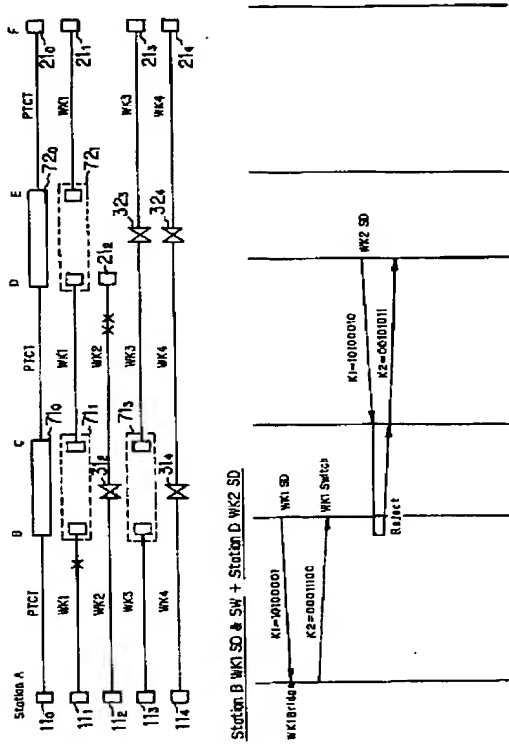 Station A B C D E F
PTCT PTCT PTCT
11₀ 71₀ 72₀ 21₀
WK1 WK1 WK1
11₁ 71₁ 72₁ 21₁
WK2 WK2
11₂ 31₂ 21₂
WK3 WK3 WK3
11₃ 71₃ 32₃ 21₃
WK4 WK4 WK4
11₄ 31₄ 32₄ 21₄
Station B WK1 SD & SW + Station D WK2 SD
WK1 SD
K1=10100001
WK1Bridge
K2=00011100
WK1 Switch
WK2 SD
K1=10100010
Reject
K2=00101011